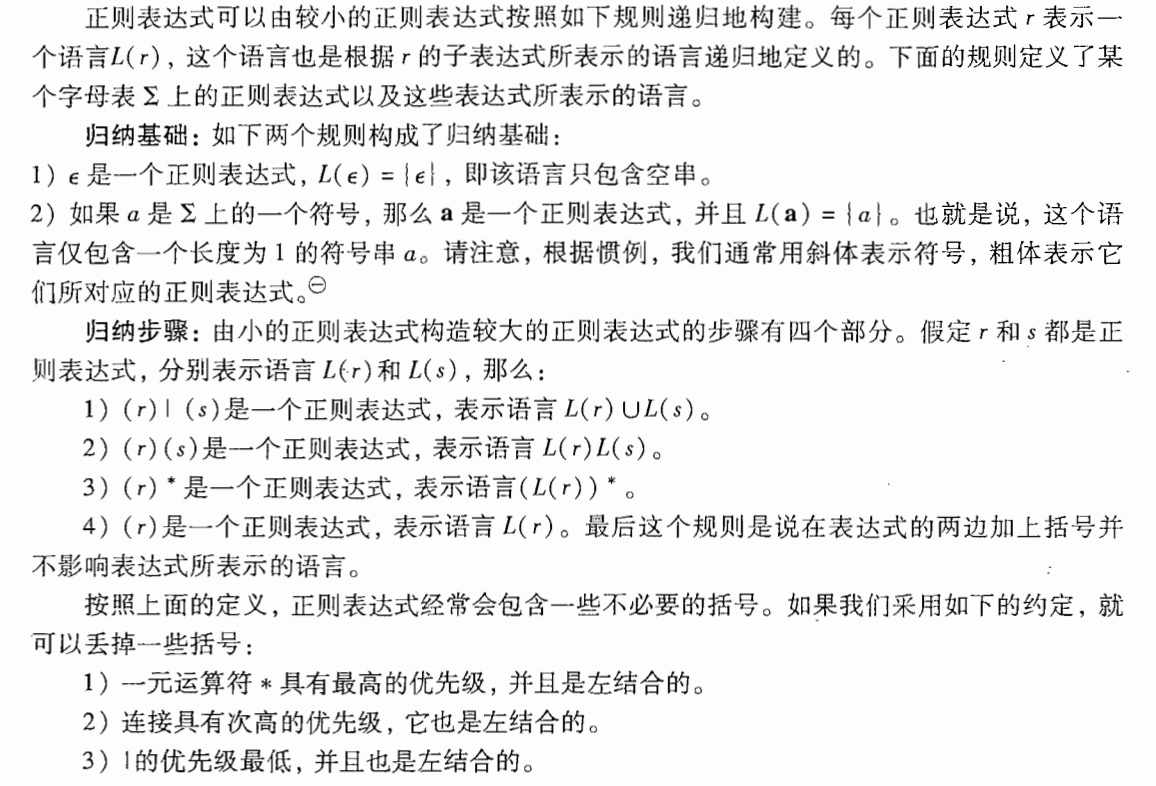 正则表达式可以由较小的正则表达式按照如下规则递归地构建。每个正则表达式 r 表示一
个语言L(r)，这个语言也是根据 r 的子表达式所表示的语言递归地定义的。下面的规则定义了某
个字母表 Σ 上的正则表达式以及这些表达式所表示的语言。
归纳基础：如下两个规则构成了归纳基础：
1）ϵ 是一个正则表达式，L(ϵ) = {ϵ}，即该语言只包含空串。
2）如果 a 是 Σ 上的一个符号，那么 a 是一个正则表达式，并且 L(a) = {a}。也就是说，这个语
言仅包含一个长度为 1 的符号串 a。请注意，根据惯例，我们通常用斜体表示符号，粗体表示它
们所对应的正则表达式。㊀
归纳步骤：由小的正则表达式构造较大的正则表达式的步骤有四个部分。假定 r 和 s 都是正
则表达式，分别表示语言 L(r)和 L(s)，那么：
1）(r)| (s)是一个正则表达式，表示语言 L(r)∪L(s)。
2）(r)(s)是一个正则表达式，表示语言 L(r)L(s)。
3）(r)* 是一个正则表达式，表示语言(L(r))*。
4）(r)是一个正则表达式，表示语言 L(r)。最后这个规则是说在表达式的两边加上括号并
不影响表达式所表示的语言。
按照上面的定义，正则表达式经常会包含一些不必要的括号。如果我们采用如下的约定，就
可以丢掉一些括号：
1）一元运算符 * 具有最高的优先级，并且是左结合的。
2）连接具有次高的优先级，它也是左结合的。
3）|的优先级最低，并且也是左结合的。